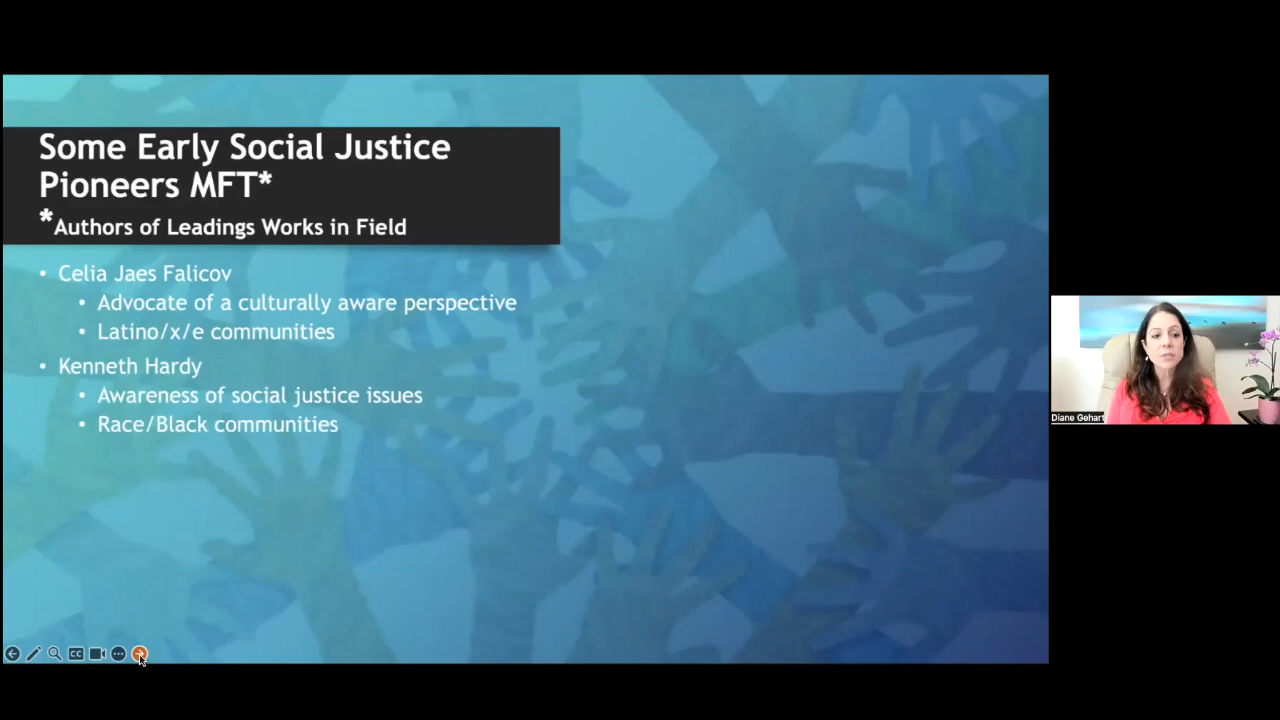 Some Early Social Justice
Pioneers MFT*
*Authors of Leadings Works in Field
• Celia Jaes Falicov
• Advocate of a culturally aware perspective
• Latino/x/e communities
• Kenneth Hardy
• Awareness of social justice issues
• Race/Black communities
Diane Gehart
CC